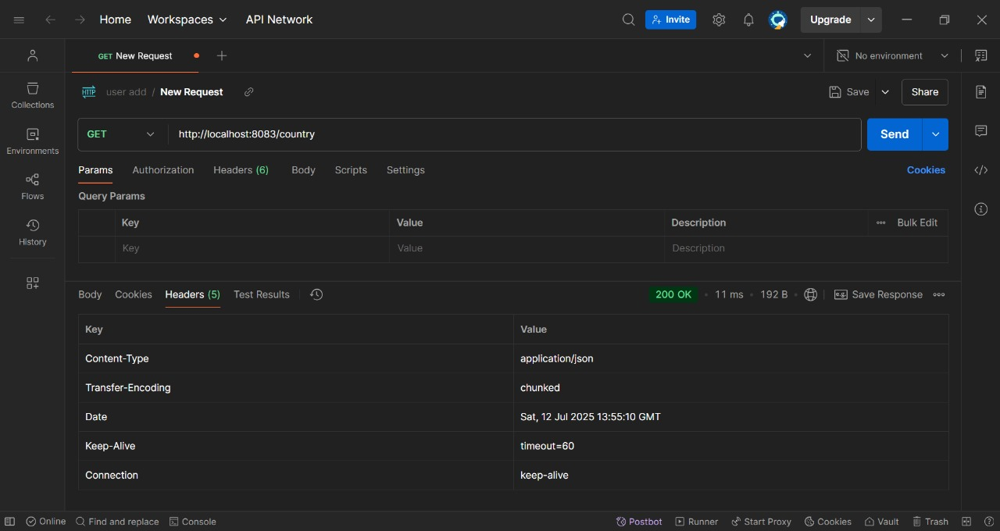 Home Workspaces API Network Invite Upgrade
GET New Request No environment
HTTP user add / New Request Save Share
Collections
GET http://localhost:8083/country Send
Environments
Params Authorization Headers (6) Body Scripts Settings Cookies
Flows
Query Params
Key Value Description Bulk Edit
History
Key Value Description
Body Cookies Headers (5) Test Results 200 OK • 11 ms • 192 B • e.g. Save Response
Key Value
Content-Type application/json
Transfer-Encoding chunked
Date Sat, 12 Jul 2025 13:55:10 GMT
Keep-Alive timeout=60
Connection keep-alive
Online Find and replace Console Postbot Runner Start Proxy Cookies Vault Trash